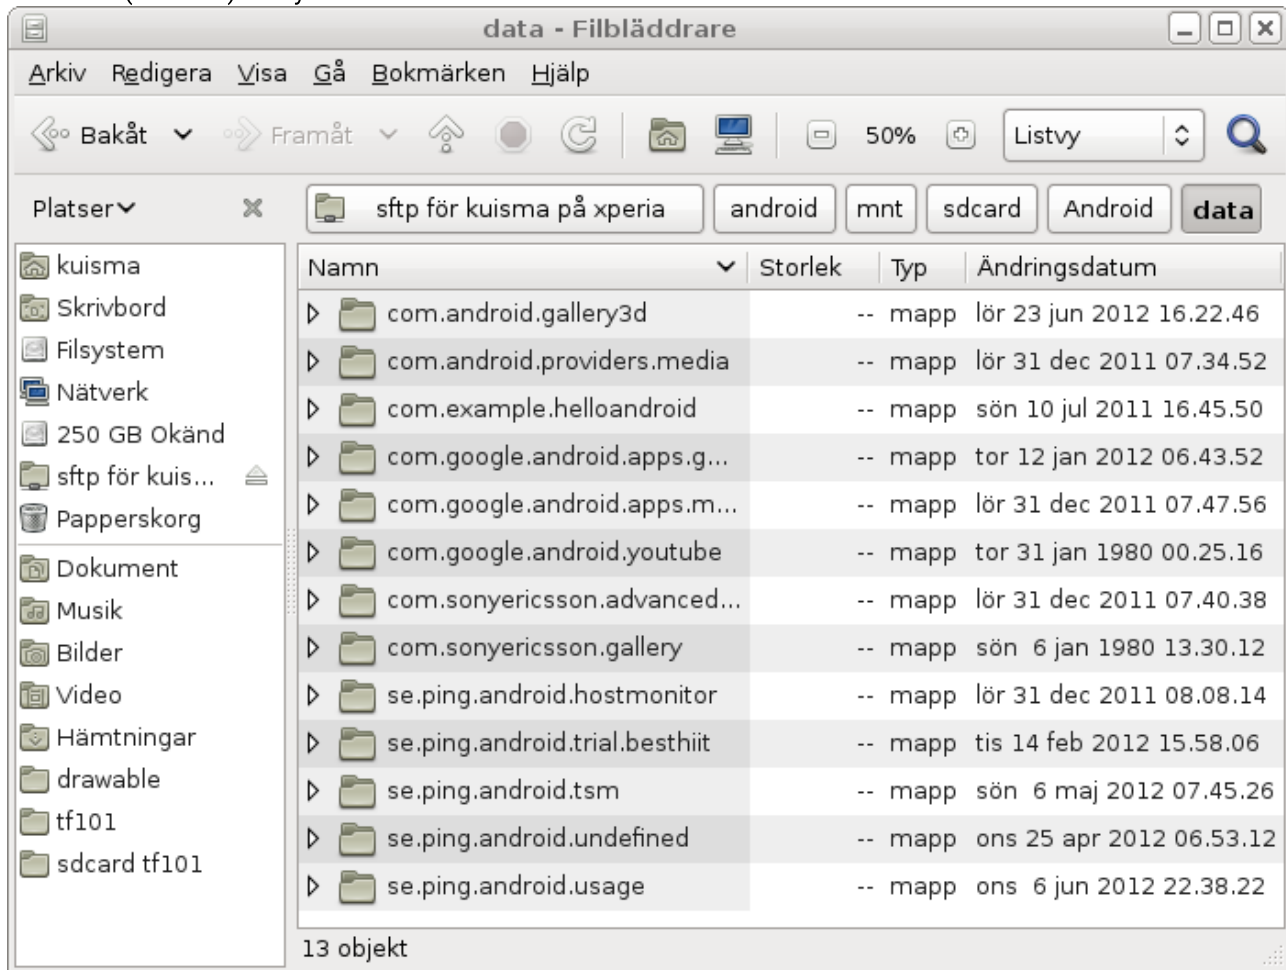 data - Filbläddrare
Arkiv Redigera Visa Gå Bokmärken Hjälp
Bakåt Framåt 50% Listvy
Platser sftp för kuisma på xperia android mnt sdcard Android data
kuisma
Skrivbord
Filsystem
Nätverk
250 GB Okänd
sftp för kuis...
Papperskorg
Dokument
Musik
Bilder
Video
Hämtningar
drawable
tf101
sdcard tf101
Namn Storlek Typ Ändringsdatum
com.android.gallery3d -- mapp lör 23 jun 2012 16.22.46
com.android.providers.media -- mapp lör 31 dec 2011 07.34.52
com.example.helloandroid -- mapp sön 10 jul 2011 16.45.50
com.google.android.apps.g... -- mapp tor 12 jan 2012 06.43.52
com.google.android.apps.m... -- mapp lör 31 dec 2011 07.47.56
com.google.android.youtube -- mapp tor 31 jan 1980 00.25.16
com.sonyericsson.advanced... -- mapp lör 31 dec 2011 07.40.38
com.sonyericsson.gallery -- mapp sön 6 jan 1980 13.30.12
se.ping.android.hostmonitor -- mapp lör 31 dec 2011 08.08.14
se.ping.android.trial.besthiit -- mapp tis 14 feb 2012 15.58.06
se.ping.android.tsm -- mapp sön 6 maj 2012 07.45.26
se.ping.android.undefined -- mapp ons 25 apr 2012 06.53.12
se.ping.android.usage -- mapp ons 6 jun 2012 22.38.22
13 objekt